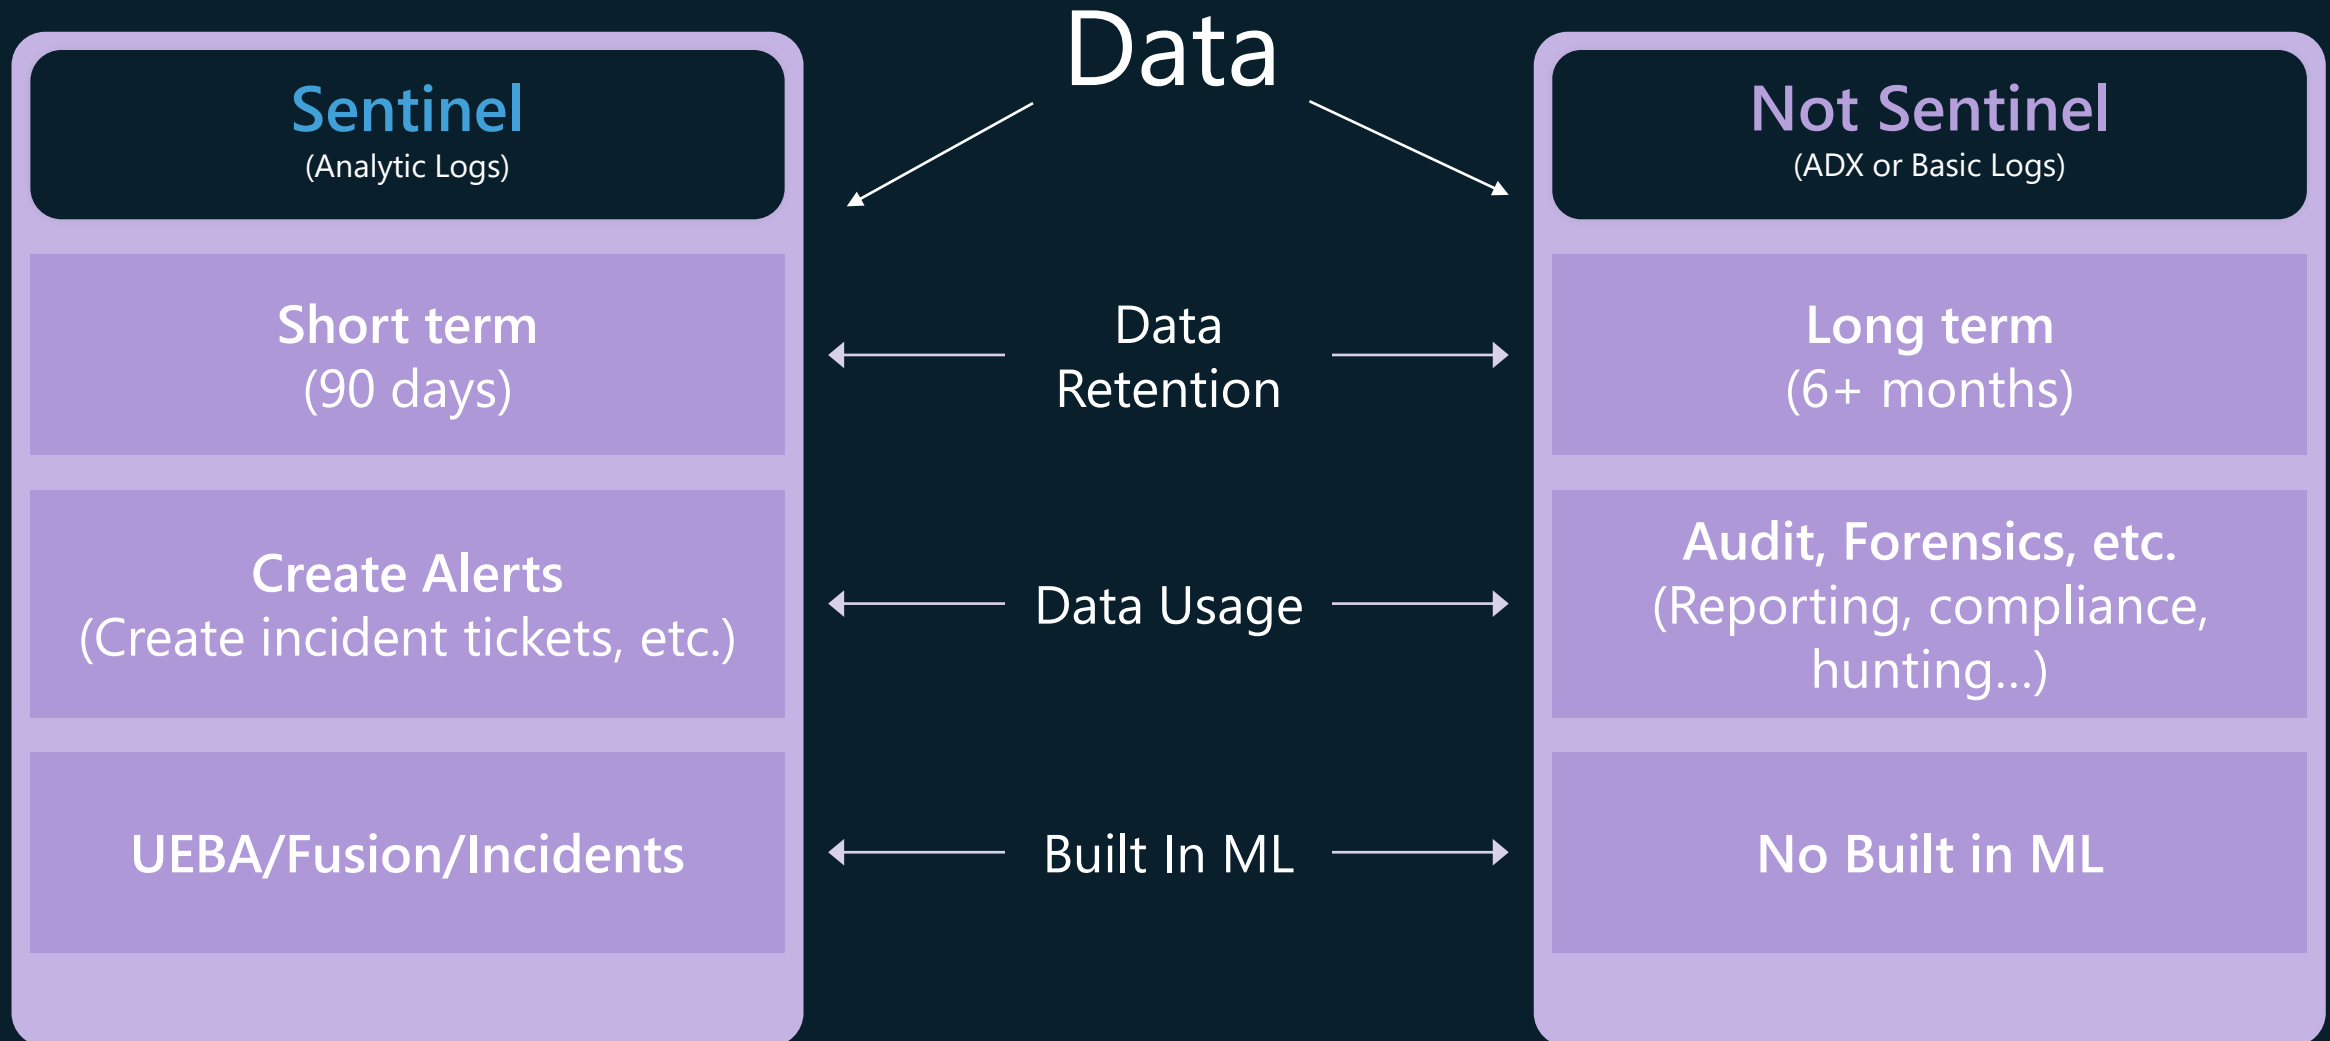 Data
Sentinel
(Analytic Logs)
Not Sentinel
(ADX or Basic Logs)
Short term
(90 days)
Data
Retention
Long term
(6+ months)
Create Alerts
(Create incident tickets, etc.)
Data Usage
Audit, Forensics, etc.
(Reporting, compliance,
hunting...)
UEBA/Fusion/Incidents
Built In ML
No Built in ML